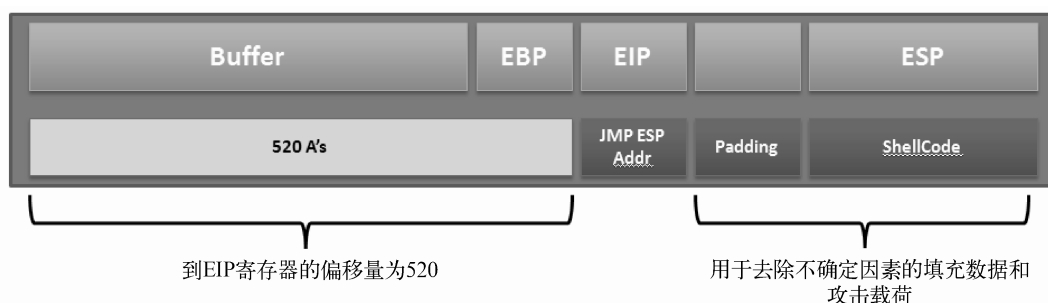 Buffer EBP EIP ESP
520 A's JMP ESP Padding ShellCode
Addr
到EIP寄存器的偏移量为520 用于去除不确定因素的填充数据和
攻击载荷